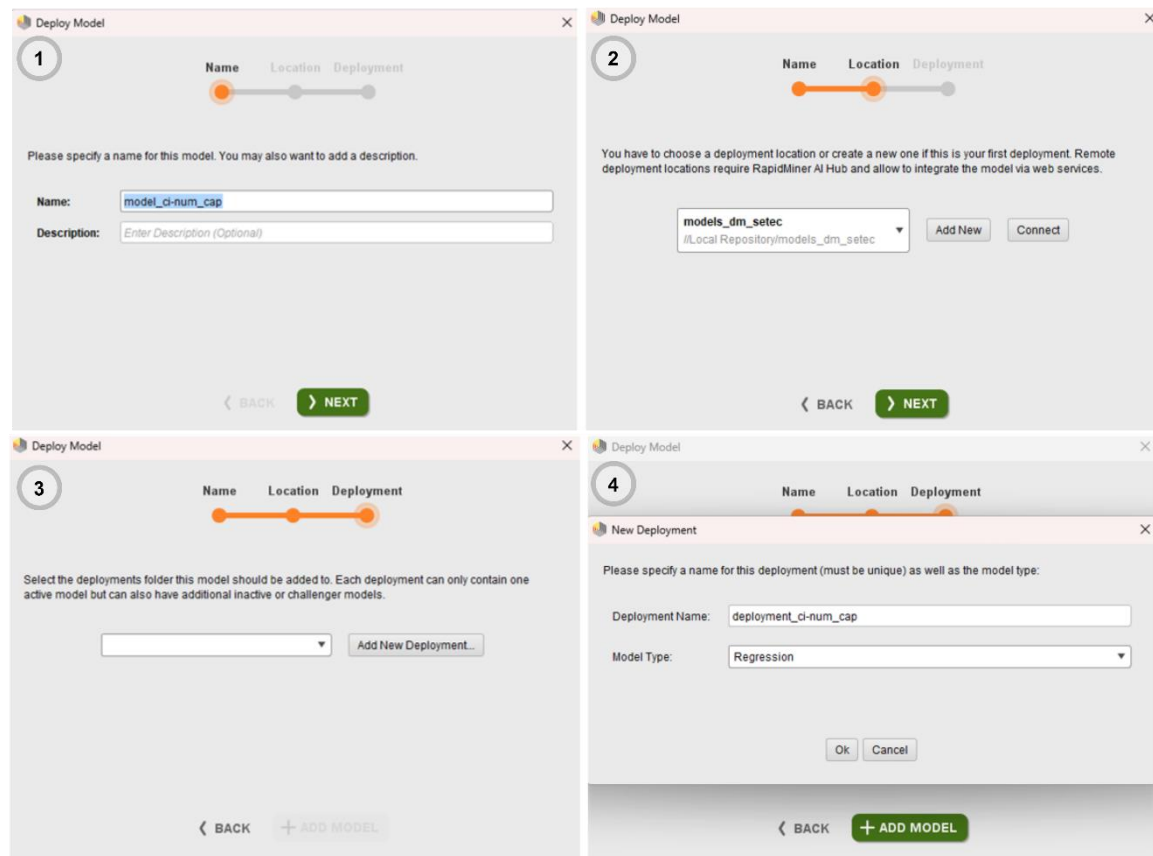 Deploy Model
1
Name Location Deployment
Please specify a name for this model. You may also want to add a description.
Name: model_ci-num_cap
Description: Enter Description (Optional)
BACK NEXT
Deploy Model
2
Name Location Deployment
You have to choose a deployment location or create a new one if this is your first deployment. Remote
deployment locations require RapidMiner AI Hub and allow to integrate the model via web services.
models_dm_setec
//Local Repository/models_dm_setec
Add New Connect
BACK NEXT
Deploy Model
3
Name Location Deployment
Select the deployments folder this model should be added to. Each deployment can only contain one
active model but can also have additional inactive or challenger models.
Add New Deployment...
BACK + ADD MODEL
Deploy Model
4
Name Location Deployment
New Deployment
Please specify a name for this deployment (must be unique) as well as the model type:
Deployment Name: deployment_ci-num_cap
Model Type: Regression
Ok Cancel
BACK + ADD MODEL